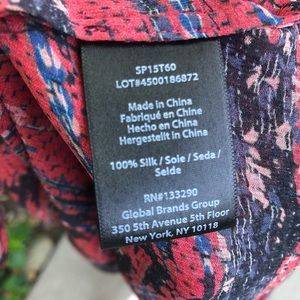 SP15T60
LOT#4500186872
Made in China
Fabriqué en Chine
Hecho en China
Hergestellt in China
100% Silk / Soie / Seda /
Seide
RN#133290
Global Brands Group
350 5th Avenue 5th Floor
New York, NY 10118